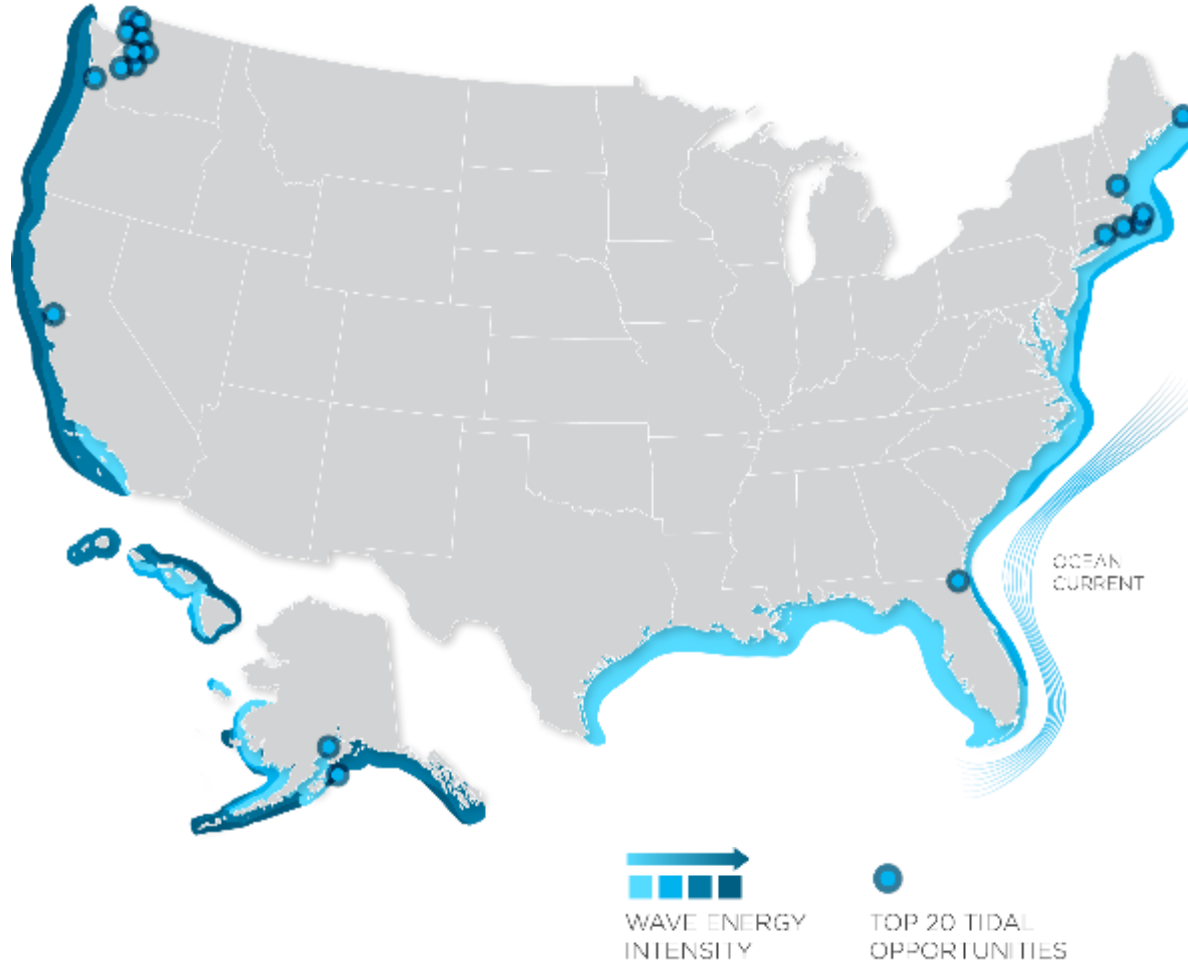 OCEAN
CURRENT
WAVE ENERGY
INTENSITY
TOP 20 TIDAL
OPPORTUNITIES